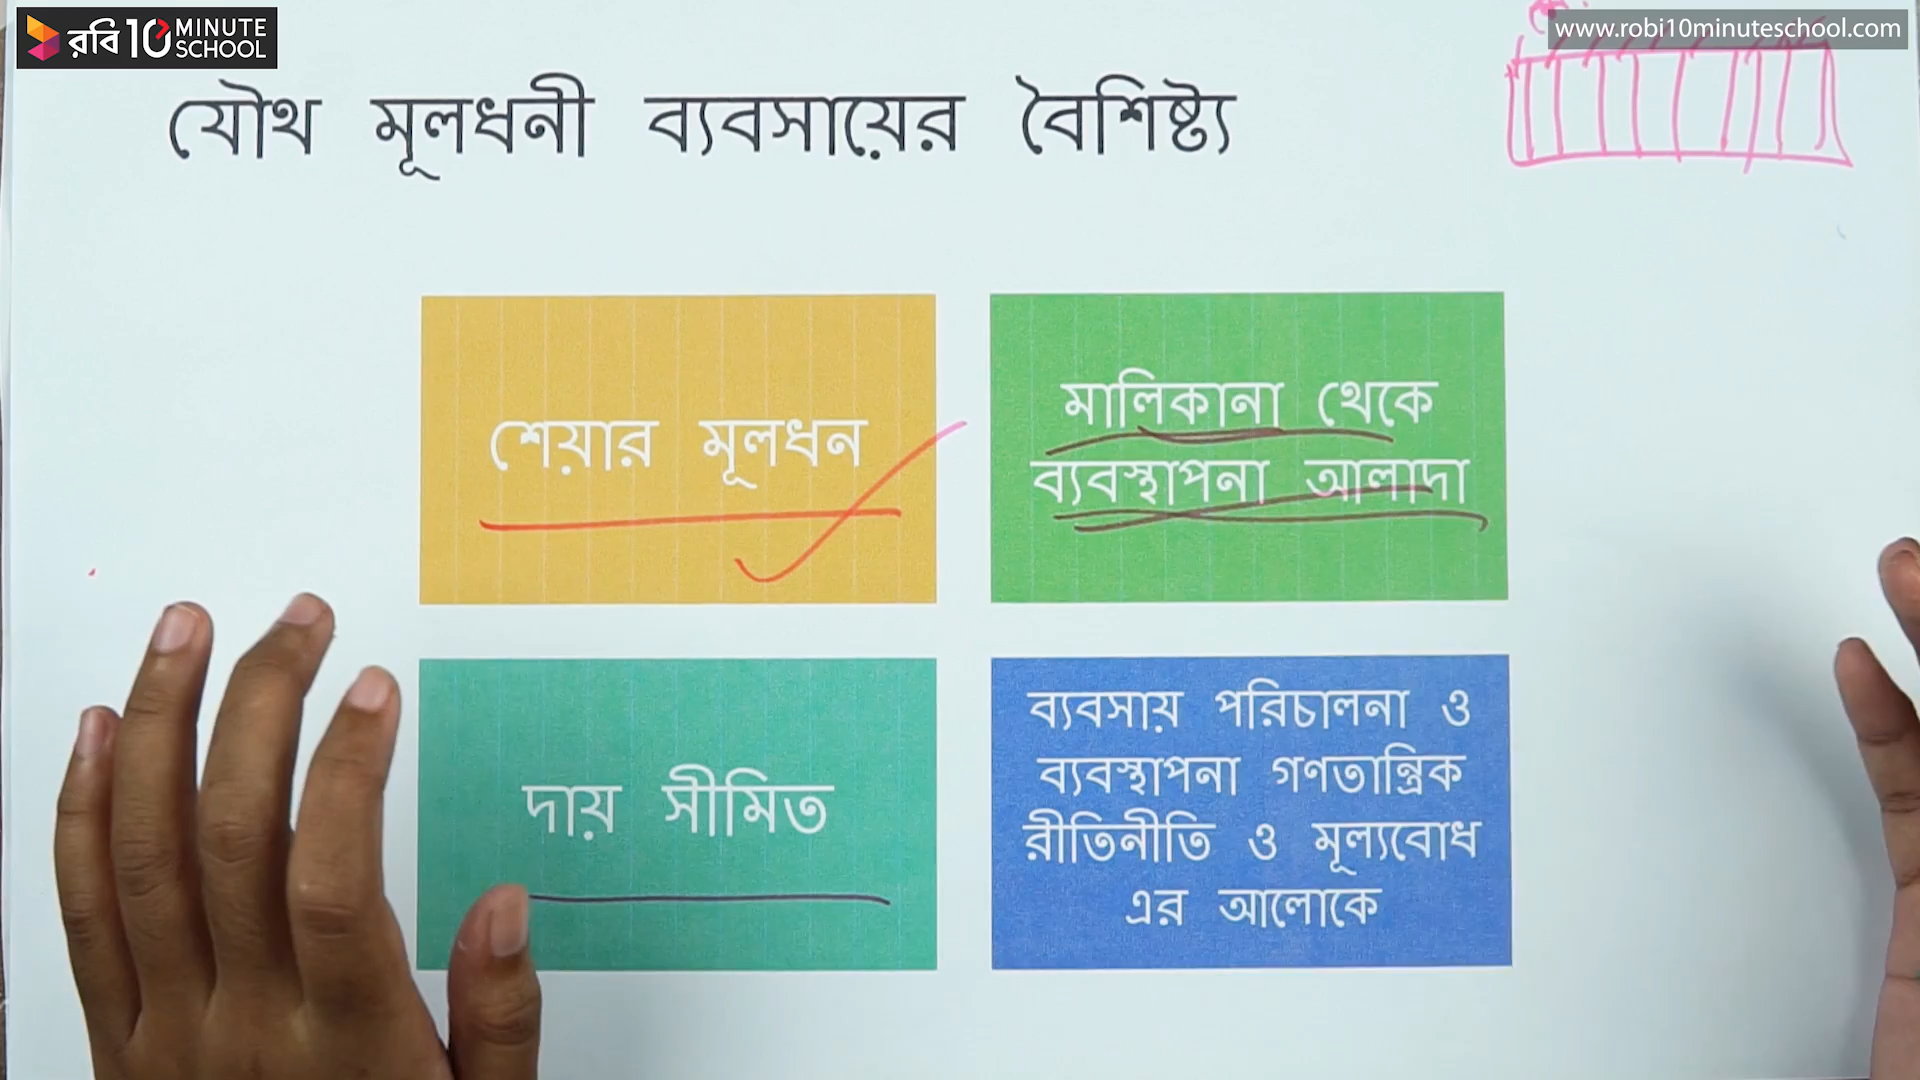 রবি 10 MINUTE SCHOOL
www.robi10minuteschool.com
যৌথ মূলধনী ব্যবসায়ের বৈশিষ্ট্য
শেয়ার মূলধন
মালিকানা থেকে
ব্যবস্থাপনা আলাদা
দায় সীমিত
ব্যবসায় পরিচালনা ও
ব্যবস্থাপনা গণতান্ত্রিক
রীতিনীতি ও মূল্যবোধ
এর আলোকে